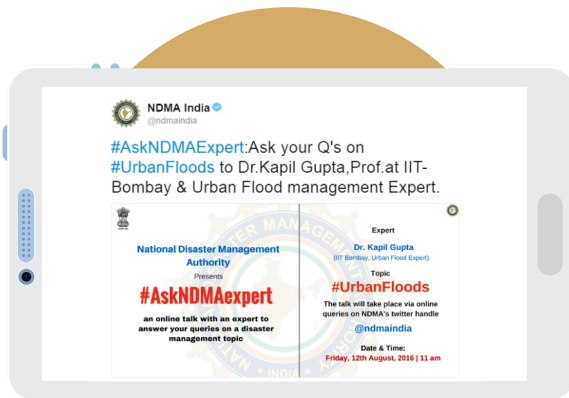 NDMA India
@ndmaindia
#AskNDMAExpert:Ask your Q's on
#UrbanFloods to Dr.Kapil Gupta,Prof.at IIT-
Bombay & Urban Flood management Expert.
National Disaster Management
Authority
Presents
#AskNDMAexpert
an online talk with an expert to
answer your queries on a disaster
management topic
Expert
Dr. Kapil Gupta
(IIT Bombay, Urban Food Expert)
Topic
#UrbanFloods
The talk will take place via online
queries on NDMA's twitter handle
@ndmaindia
Date & Time:
Friday, 12th August, 2016 | 11 am